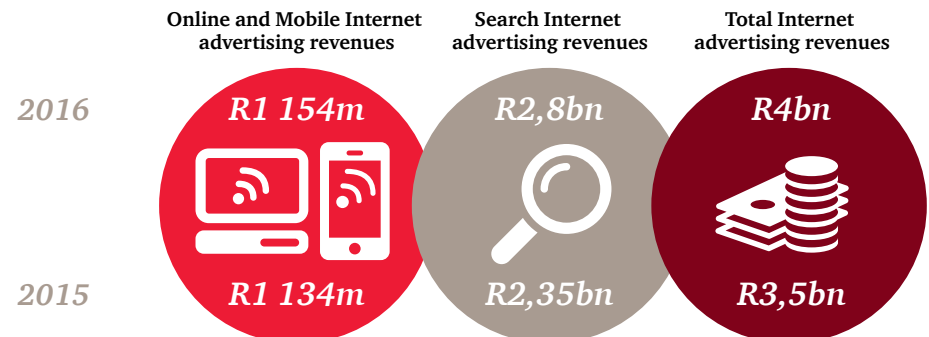 Online and Mobile Internet
advertising revenues
Search Internet
advertising revenues
Total Internet
advertising revenues
2016
R1 154m
R2,8bn
R4bn
2015
R1 134m
R2,35bn
R3,5bn